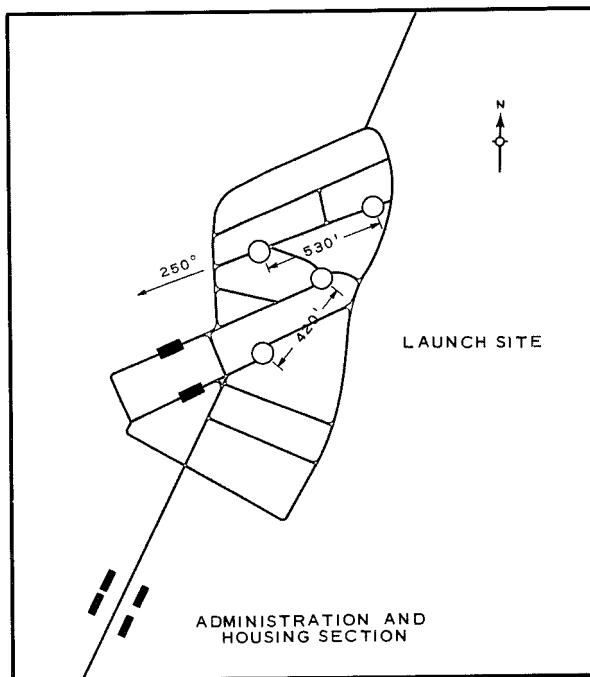 N
530'
250°
420'
LAUNCH SITE
ADMINISTRATION AND
HOUSING SECTION